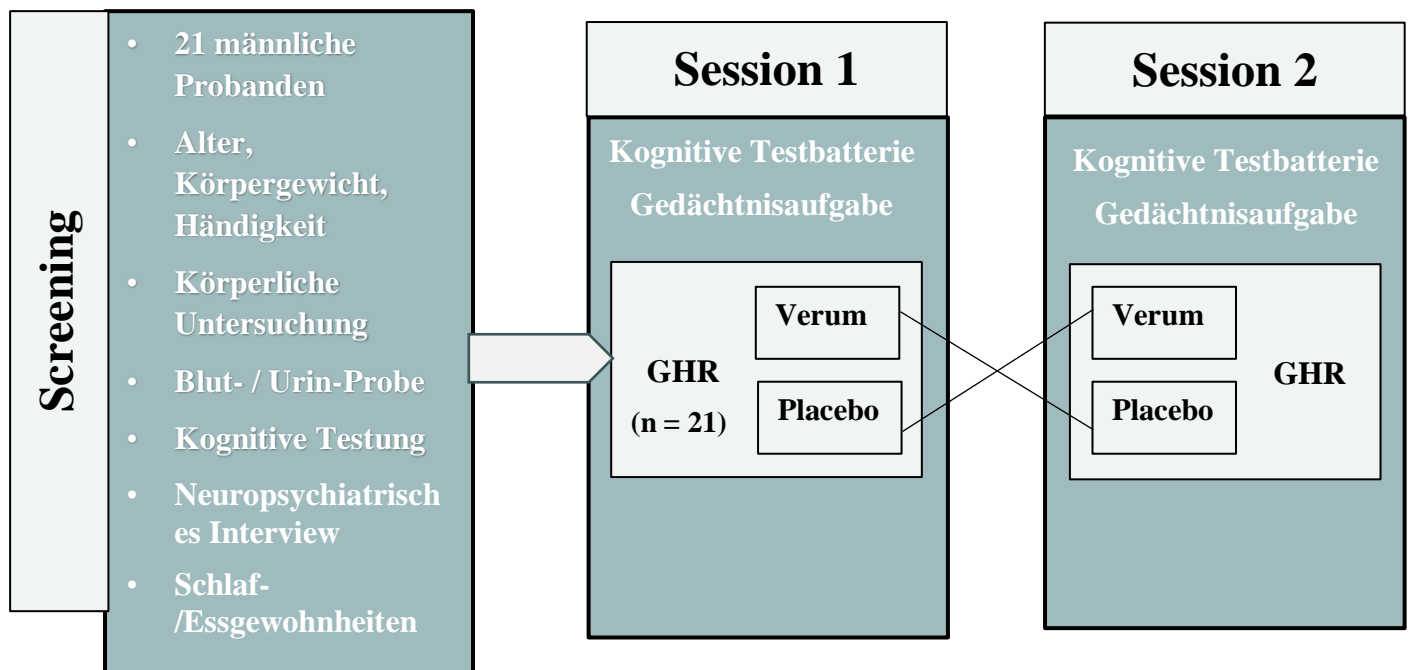 Screening
• 21 männliche
Probanden
• Alter,
Körpergewicht,
Händigkeit
• Körperliche
Untersuchung
• Blut- / Urin-Probe
• Kognitive Testung
• Neuropsychiatrisch
es Interview
• Schlaf-
/Essgewohnheiten
Session 1
Kognitive Testbatterie
Gedächtnisaufgabe
GHR
(n = 21)
Verum
Placebo
Session 2
Kognitive Testbatterie
Gedächtnisaufgabe
Verum
Placebo
GHR